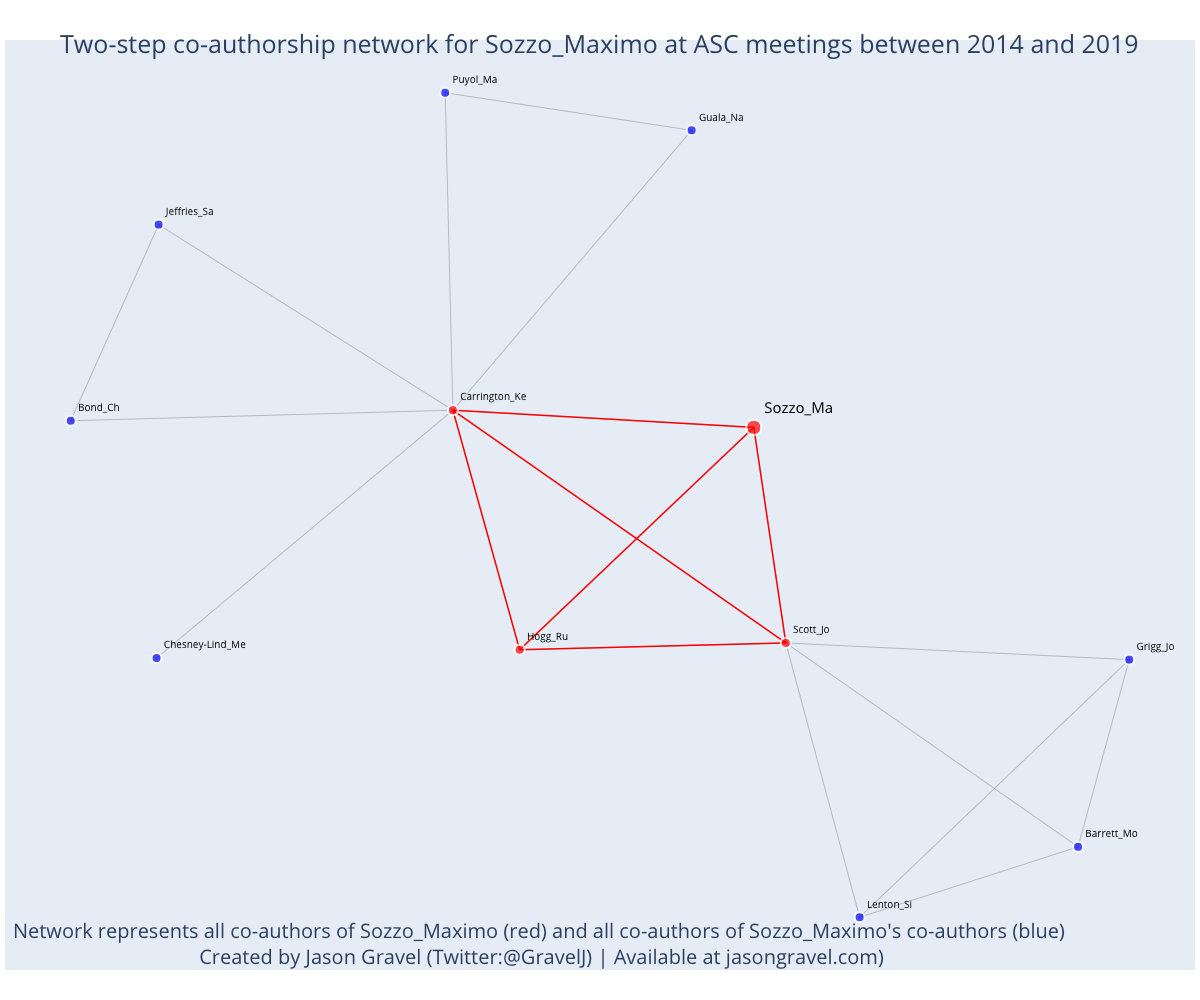 Two-step co-authorship network for Sozzo_Maximo at ASC meetings between 2014 and 2019
Puyol_Ma
Guala_Na
Jeffries_Sa
Carrington_Ke
Bond_Ch
Sozzo_Ma
Scott_Jo
Hogg_Ru
Chesney-Lind_Me
Grigg_Jo
Barrett_Mo
Lenton_Si
Network represents all co-authors of Sozzo_Maximo (red) and all co-authors of Sozzo_Maximo's co-authors (blue)
Created by Jason Gravel (Twitter:@GravelJ) | Available at jasongravel.com)